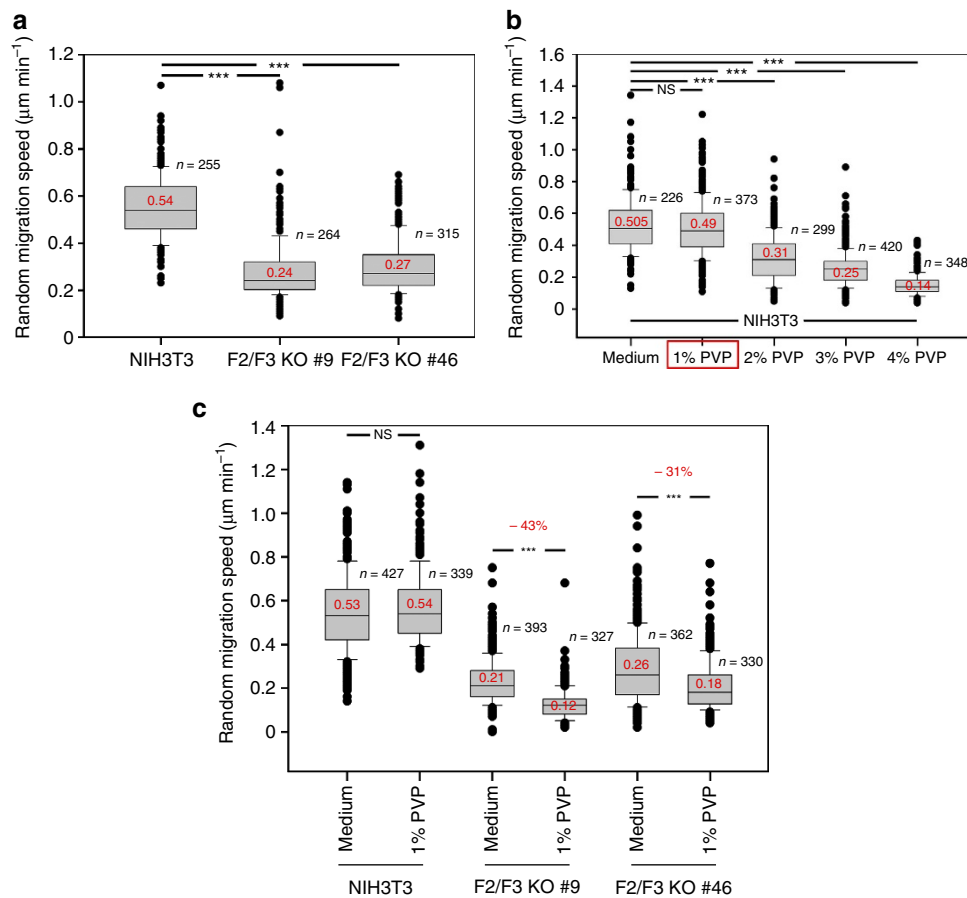 a
Random migration speed (μm min⁻¹)
1.2
1.0
0.8
0.6
0.4
0.2
0
***
***
n = 255
0.54
n = 264
0.24
n = 315
0.27
NIH3T3
F2/F3 KO #9
F2/F3 KO #46
b
Random migration speed (μm min⁻¹)
1.6
1.4
1.2
1.0
0.8
0.6
0.4
0.2
0
***
***
***
NS
n = 226
0.505
n = 373
0.49
n = 299
0.31
n = 420
0.25
n = 348
0.14
NIH3T3
Medium
1% PVP
2% PVP
3% PVP
4% PVP
c
Random migration speed (μm min⁻¹)
1.4
1.2
1.0
0.8
0.6
0.4
0.2
0
NS
n = 427
0.53
n = 339
0.54
– 43%
***
n = 393
0.21
n = 327
0.12
– 31%
***
n = 362
0.26
n = 330
0.18
Medium
1% PVP
Medium
1% PVP
Medium
1% PVP
NIH3T3
F2/F3 KO #9
F2/F3 KO #46